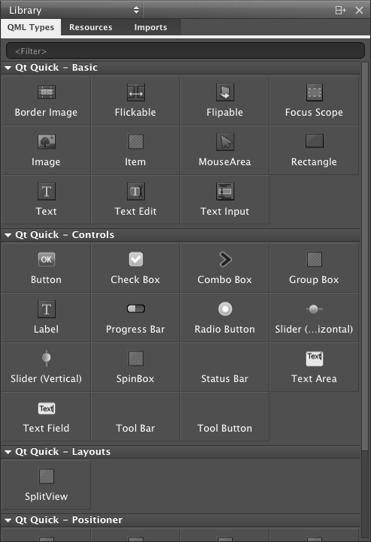 Library
QML Types Resources Imports
<Filter>
Qt Quick - Basic
Border Image Flickable Flipable Focus Scope
Image Item MouseArea Rectangle
T T
Text Text Edit Text Input
Qt Quick - Controls
OK
Button Check Box Combo Box Group Box
T
Label Progress Bar Radio Button Slider (...izontal)
Text
Slider (Vertical) SpinBox Status Bar Text Area
Text
Text Field Tool Bar Tool Button
Qt Quick - Layouts
SplitView
Qt Quick - Positioner